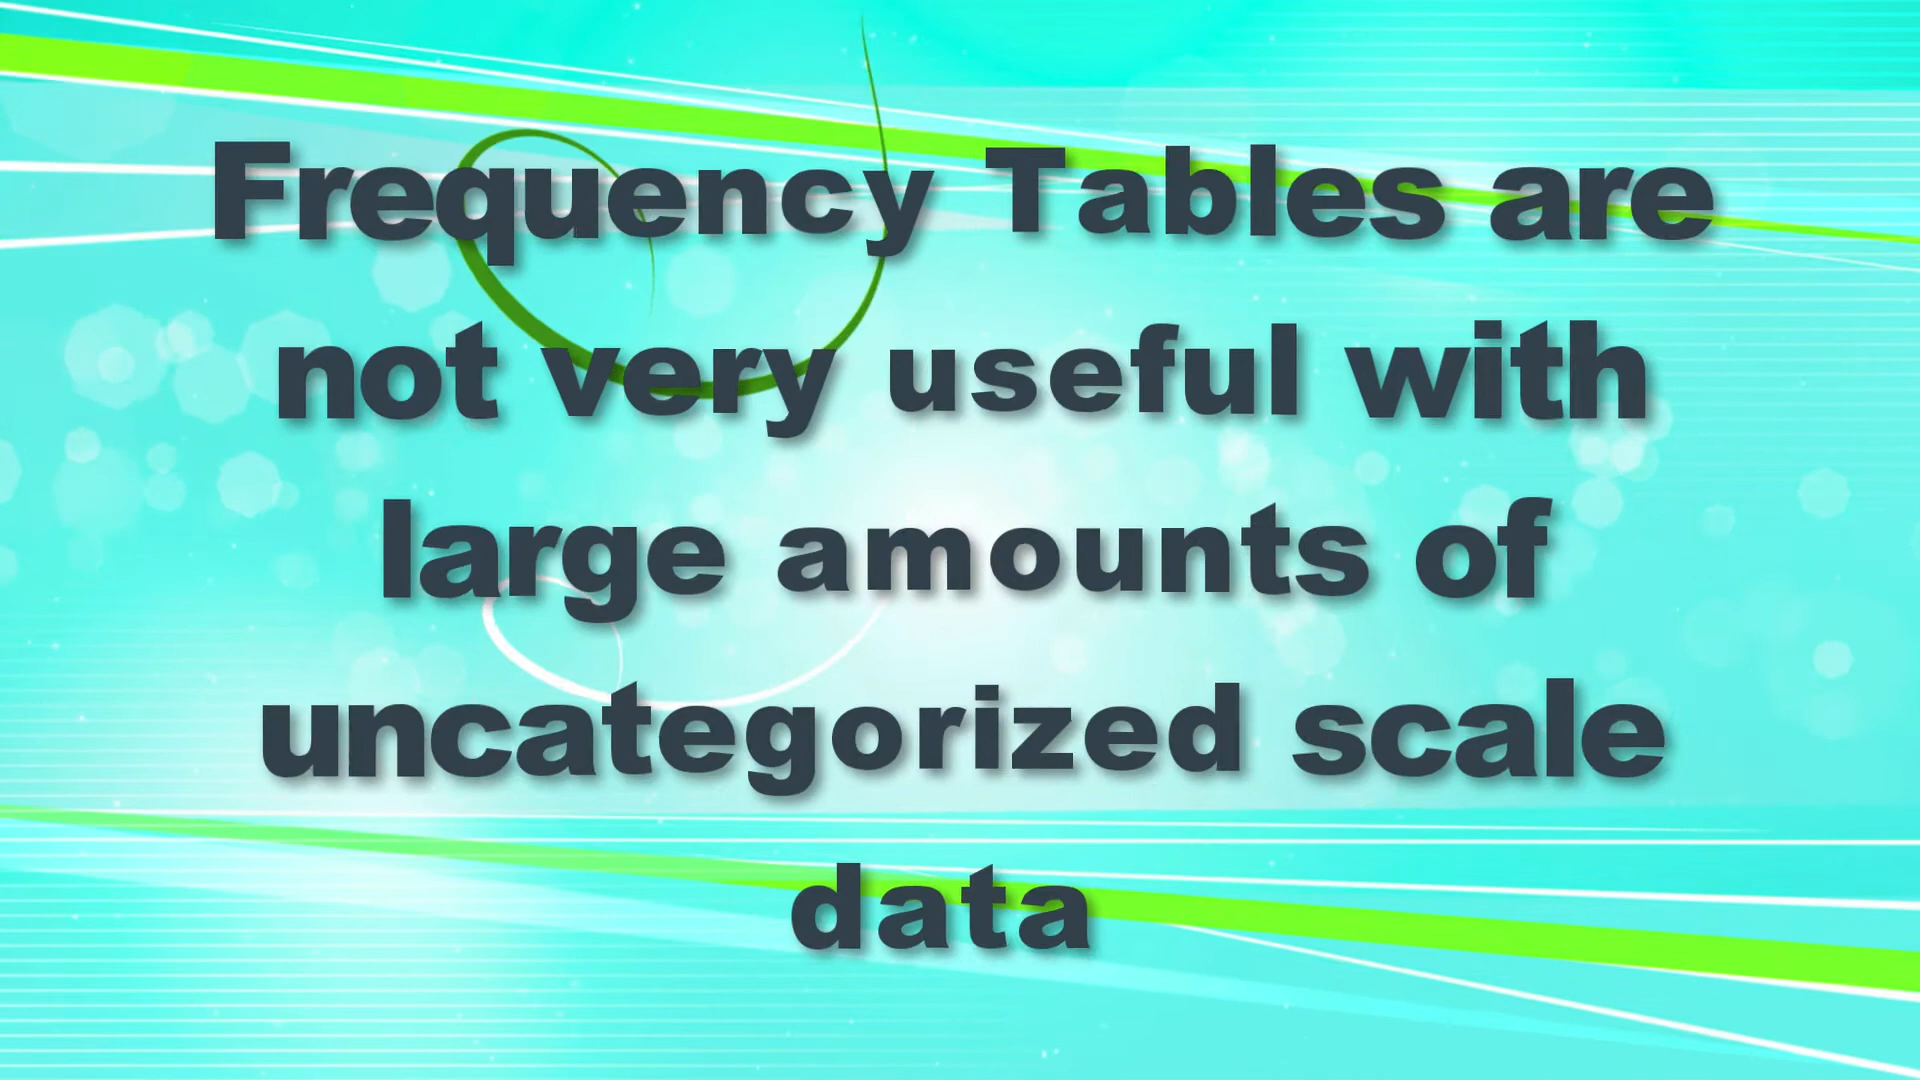 Frequency Tables are
not very useful with
large amounts of
uncategorized scale
data